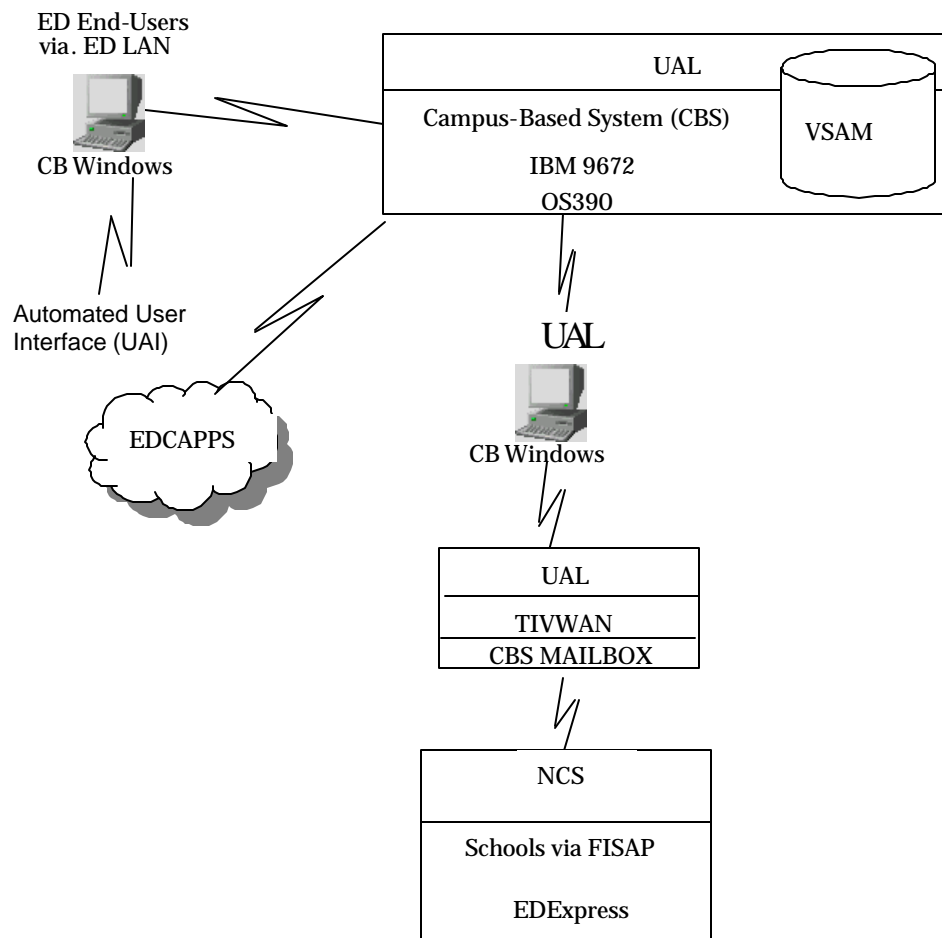 ED End-Users
via. ED LAN
CB Windows
Automated User
Interface (UAI)
EDCAPPS
UAL
Campus-Based System (CBS)
IBM 9672
OS390
VSAM
UAL
CB Windows
UAL
TIVWAN
CBS MAILBOX
NCS
Schools via FISAP
EDExpress